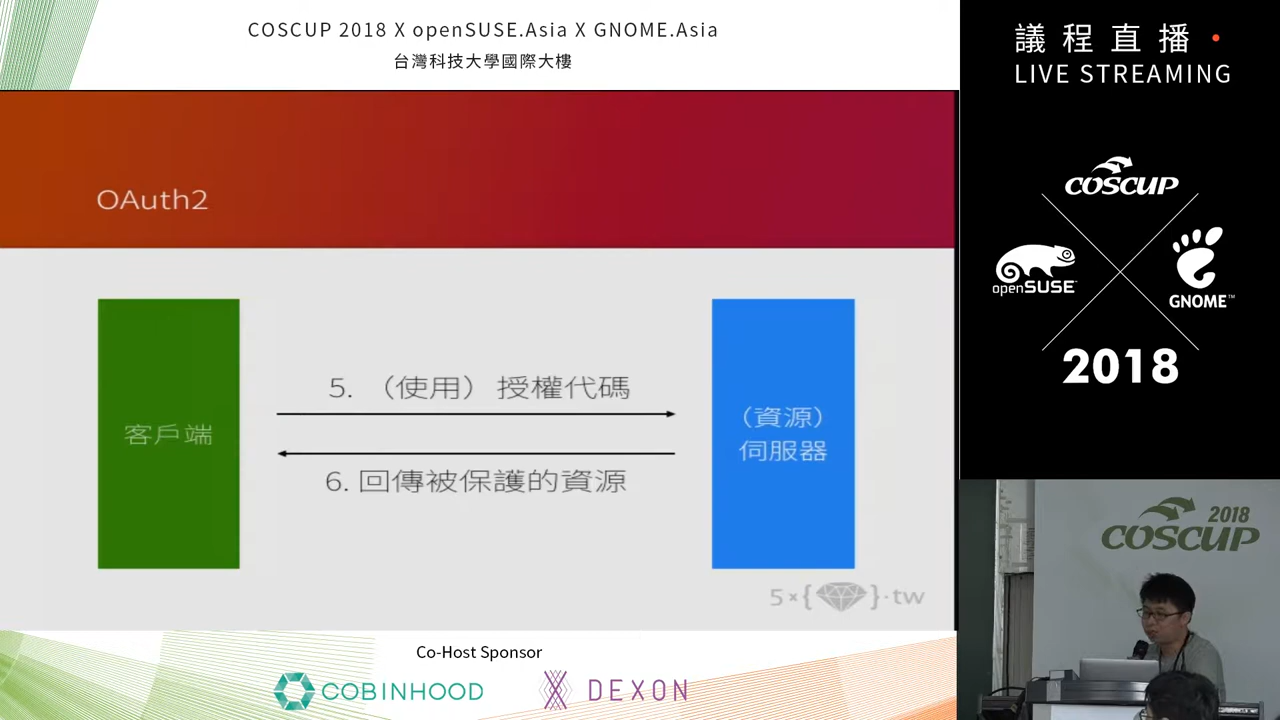 COSCUP 2018 X openSUSE.Asia X GNOME.Asia
台灣科技大學國際大樓
OAuth2
客戶端
5. （使用） 授權代碼
6. 回傳被保護的資源
（資源）
伺服器
5×{ }·tw
Co-Host Sponsor
COBINHOOD
DEXON
議程直播
LIVE STREAMING
COSCUP
openSUSE
GNOME™
2018
2018
COSCUP